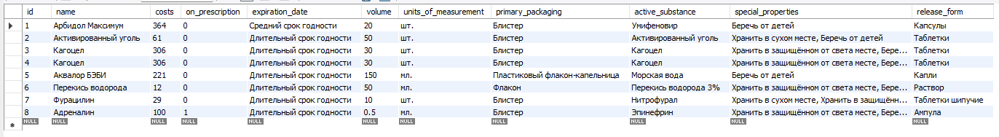 id name costs on_prescription expiration_date volume units_of_measurement primary_packaging active_substance special_properties release_form
1 Арбидол Максимум 364 0 Средний срок годности 20 шт. Блистер Умифеновир Беречь от детей Капсулы
2 Активированный уголь 61 0 Длительный срок годности 50 шт. Блистер Активированный уголь Хранить в сухом месте, Беречь от детей Таблетки
3 Кагоцел 306 0 Длительный срок годности 30 шт. Блистер Кагоцел Хранить в защищённом от света месте, Бере... Таблетки
4 Кагоцел 306 0 Длительный срок годности 30 шт. Блистер Кагоцел Хранить в защищённом от света месте, Бере... Таблетки
5 Аквалор БЭБИ 221 0 Длительный срок годности 150 мл. Пластиковый флакон-капельница Морская вода Беречь от детей Капли
6 Перекись водорода 12 0 Длительный срок годности 50 мл. Флакон Перекись водорода 3% Хранить в защищённом от света месте, Бере... Раствор
7 Фурацилин 29 0 Длительный срок годности 10 шт. Блистер Нитрофурал Хранить в сухом месте, Хранить в защищённ... Таблетки шипучие
8 Адреналин 100 1 Длительный срок годности 0.5 мл. Блистер Эпинефрин Хранить в защищённом от света месте, Бере... Ампула
NULL NULL NULL NULL NULL NULL NULL NULL NULL NULL NULL